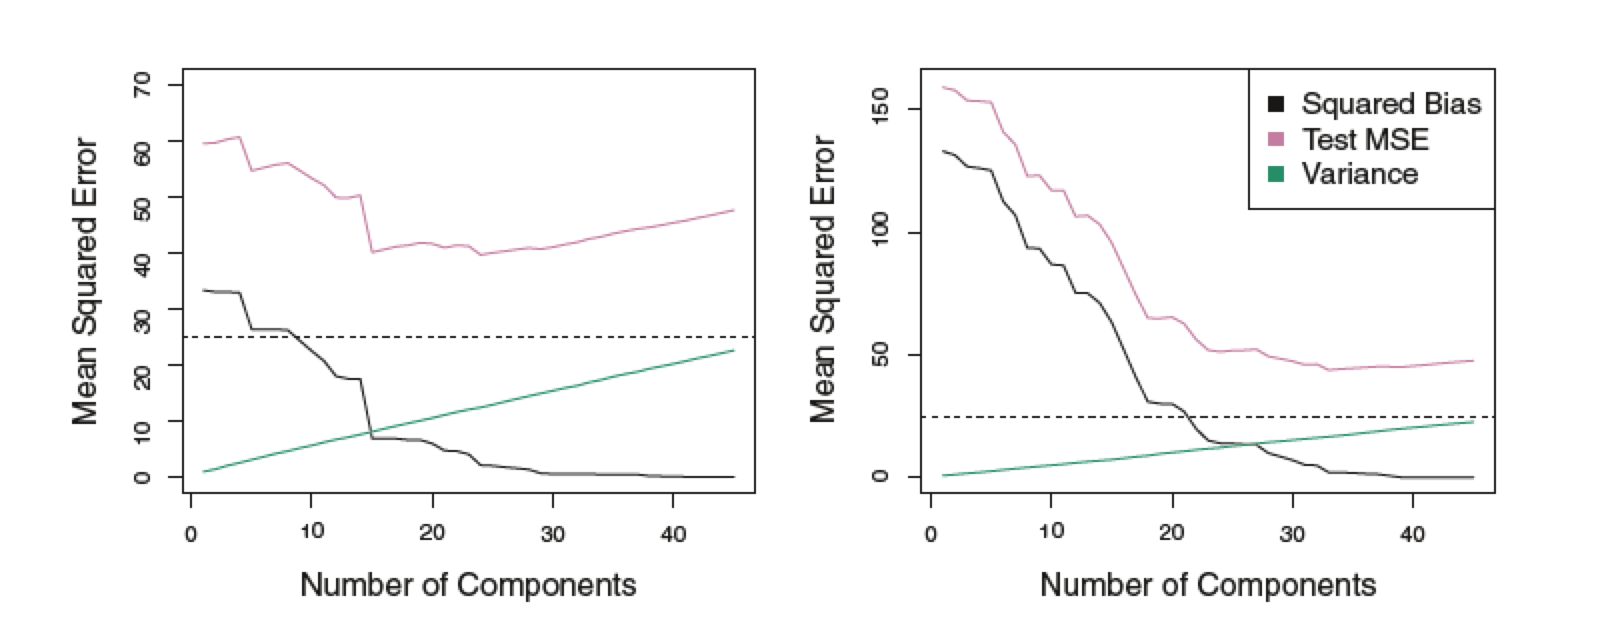 70
60
50
40
30
20
10
0
Mean Squared Error
0 10 20 30 40
Number of Components
150
100
50
0
Mean Squared Error
0 10 20 30 40
Number of Components
Squared Bias
Test MSE
Variance